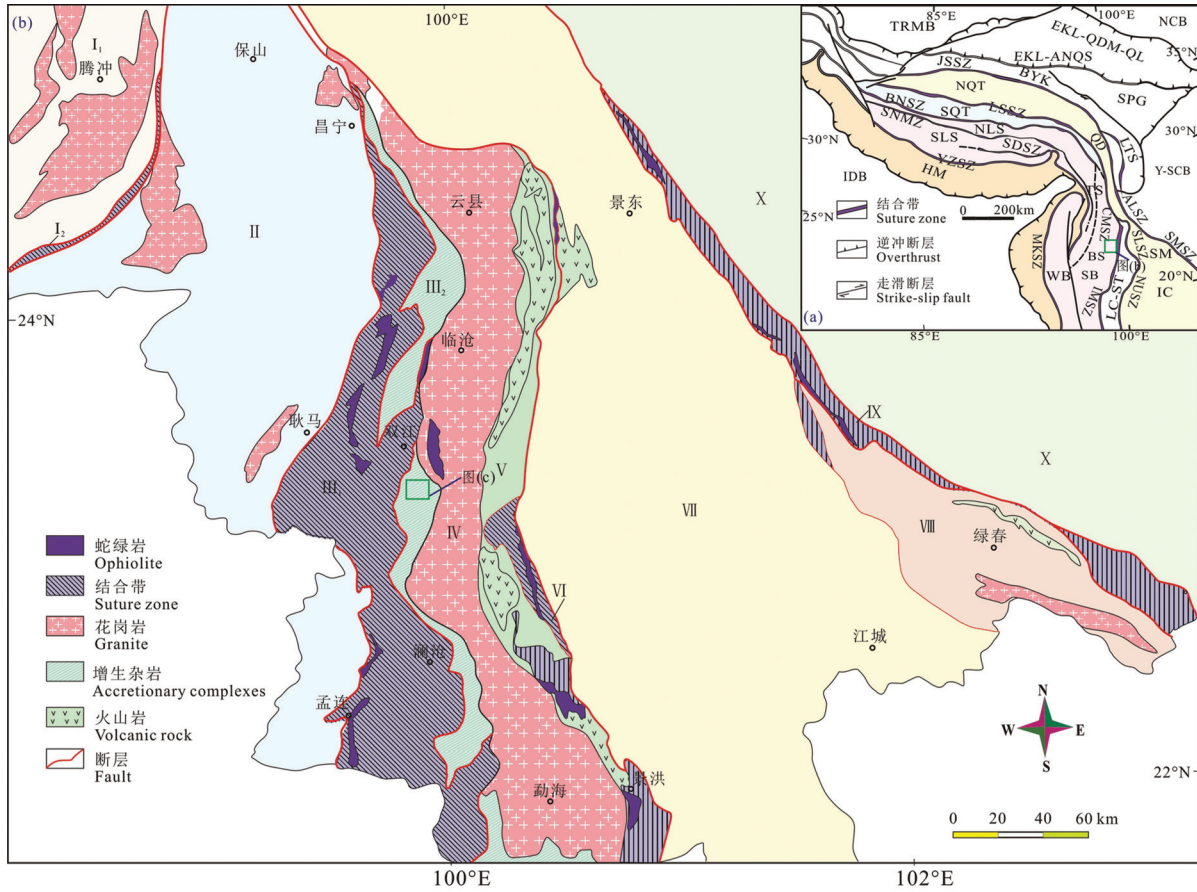 (b)
100°E
I₁
腾冲
保山
昌宁
I₂
II
云县
景东
X
III₂
24°N
临沧
耿马
双江
图(c)
V
IX
X
III₁
IV
VII
VIII
绿春
VI
江城
澜沧
孟连
景洪
勐海
22°N
100°E
102°E
蛇绿岩
Ophiolite
结合带
Suture zone
花岗岩
Granite
增生杂岩
Accretionary complexes
火山岩
Volcanic rock
断层
Fault
N
W
E
S
0 20 40 60 km
85°E
100°E
TRMB
NCB
EKL-QDM-QL
35°N
EKL-ANQS
JSSZ
BYK
NQT
SPG
BNSZ
SQT
LSSZ
30°N
SNMZ
NLS
SLS
SDSZ
QD
LTS
30°N
YZSZ
HM
IDB
Y-SCB
TS
结合带
Suture zone
0 200km
25°N
ALSZ
CMSZ
SLSZ
SMSZ
逆冲断层
Overthrust
MKSZ
BS
SM
图(b)
20°N
WB
SB
IC
走滑断层
Strike-slip fault
IMSZ
LC-ST
NUSZ
(a)
85°E
100°E